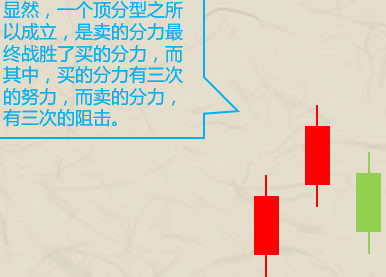 显然，一个顶分型之所
以成立，是卖的分力最
终战胜了买的分力，而
其中，买的分力有三次
的努力，而卖的分力，
有三次的阻击。